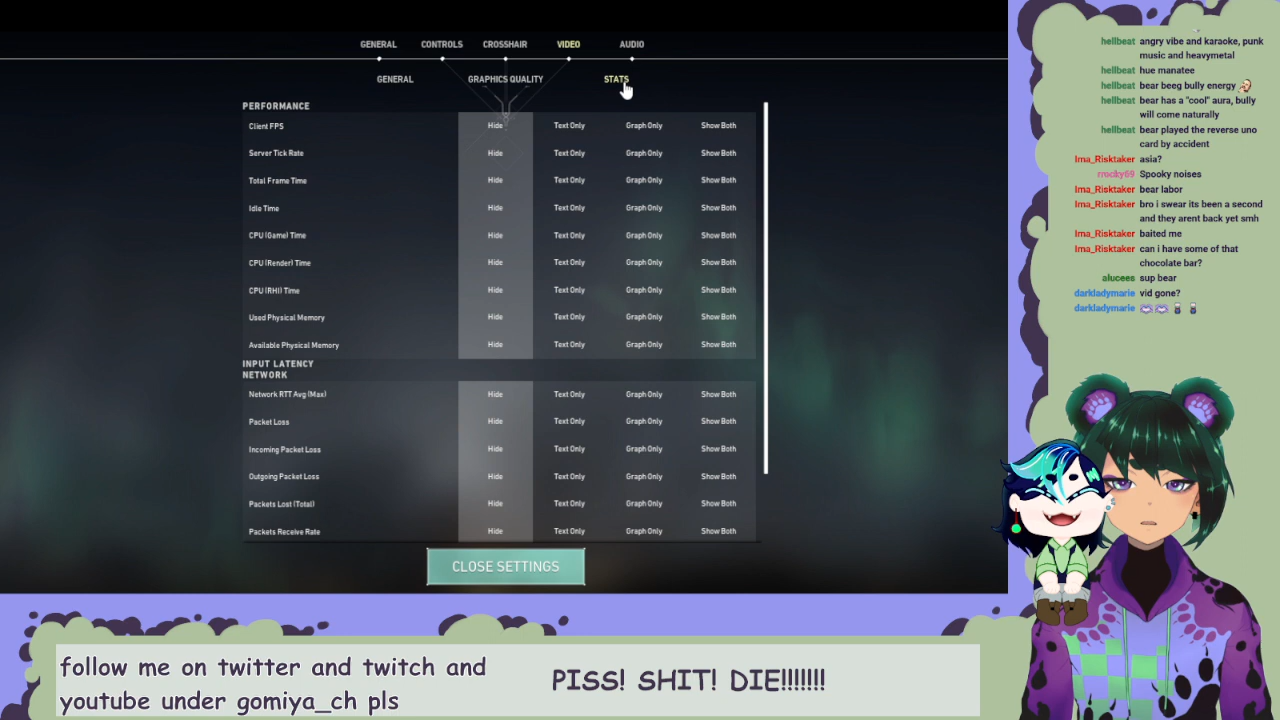 GENERAL CONTROLS CROSSHAIR VIDEO AUDIO
GENERAL GRAPHICS QUALITY STATS
PERFORMANCE
Client FPS Hide Text Only Graph Only Show Both
Server Tick Rate Hide Text Only Graph Only Show Both
Total Frame Time Hide Text Only Graph Only Show Both
Idle Time Hide Text Only Graph Only Show Both
CPU (Game) Time Hide Text Only Graph Only Show Both
CPU (Render) Time Hide Text Only Graph Only Show Both
CPU (RHI) Time Hide Text Only Graph Only Show Both
Used Physical Memory Hide Text Only Graph Only Show Both
Available Physical Memory Hide Text Only Graph Only Show Both
INPUT LATENCY
NETWORK
Network RTT Avg (Max) Hide Text Only Graph Only Show Both
Packet Loss Hide Text Only Graph Only Show Both
Incoming Packet Loss Hide Text Only Graph Only Show Both
Outgoing Packet Loss Hide Text Only Graph Only Show Both
Packets Lost (Total) Hide Text Only Graph Only Show Both
Packets Receive Rate Hide Text Only Graph Only Show Both
CLOSE SETTINGS
hellbeat angry vibe and karaoke, punk
music and heavymetal
hellbeat hue manatee
hellbeat bear beeg bully energy
hellbeat bear has a "cool" aura, bully
will come naturally
hellbeat bear played the reverse uno
card by accident
Ima_Risktaker asia?
rrocky69 Spooky noises
Ima_Risktaker bear labor
Ima_Risktaker bro i swear its been a second
and they arent back yet smh
Ima_Risktaker baited me
Ima_Risktaker can i have some of that
chocolate bar?
alucees sup bear
darkladymarie vid gone?
darkladymarie
follow me on twitter and twitch and
youtube under gomiya_ch pls
PISS! SHIT! DIE!!!!!!!